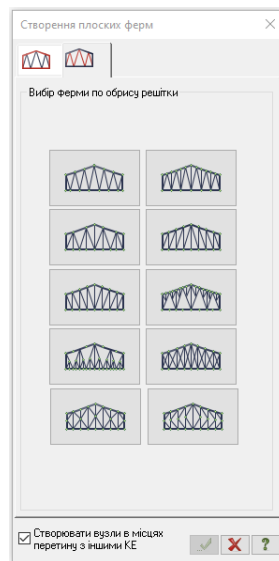 Створення плоских ферм
Вибір ферми по обрису решітки
Створювати вузли в місцях
перетину з іншими КЕ
?